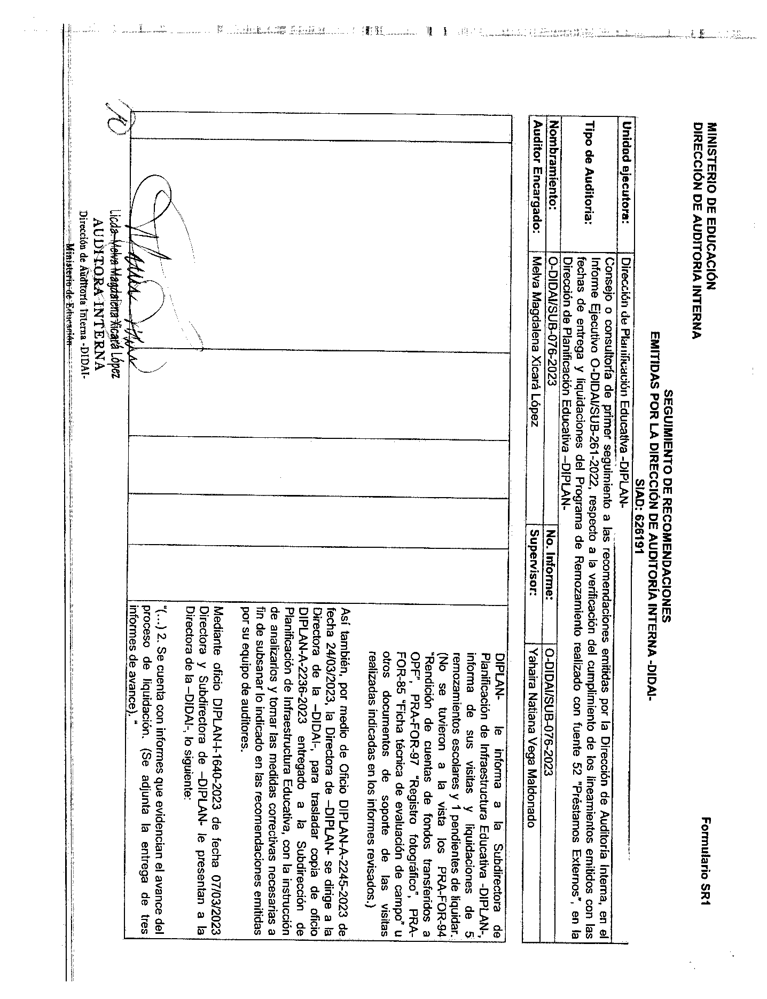 MINISTERIO DE EDUCACIÓN
DIRECCIÓN DE AUDITORIA INTERNA
Formulario SR1
SEGUIMIENTO DE RECOMENDACIONES
EMITIDAS POR LA DIRECCIÓN DE AUDITORÍA INTERNA -DIDAI-
SIAD: 626191
Unidad ejecutora: Dirección de Planificación Educativa -DIPLAN-
Tipo de Auditoria: Consejo o consultoría de primer seguimiento a las recomendaciones emitidas por la Dirección de Auditoría Interna, en el
Informe Ejecutivo O-DIDAI/SUB-261-2022, respecto a la verificación del cumplimiento de los lineamientos emitidos con las
fechas de entrega y liquidaciones del Programa de Remozamiento realizado con fuente 52 "Préstamos Externos", en la
Dirección de Planificación Educativa –DIPLAN-
Nombramiento: O-DIDAI/SUB-076-2023 No. Informe: O-DIDAI/SUB-076-2023
Auditor Encargado: Melva Magdalena Xicará López Supervisor: Yahaira Natiana Vega Maldonado
DIPLAN- le informa a la Subdirectora de
Planificación de Infraestructura Educativa -DIPLAN-,
informa de sus visitas y liquidaciones de 5
remozamientos escolares y 1 pendientes de liquidar.
(No se tuvieron a la vista los PRA-FOR-94
"Rendición de cuentas de fondos transferidos a
OPF", PRA-FOR-97 "Registro fotográfico", PRA-
FOR-85 "Ficha técnica de evaluación de campo" u
otros documentos de soporte de las visitas
realizadas indicadas en los informes revisados.)
Así también, por medio de Oficio DIPLAN-A-2245-2023 de
fecha 24/03/2023, la Directora de –DIPLAN- se dirige a la
Directora de la –DIDAI-, para trasladar copia de oficio
DIPLAN-A-2236-2023 entregado a la Subdirección de
Planificación de Infraestructura Educativa, con la instrucción
de analizarlos y tomar las medidas correctivas necesarias a
fin de subsanar lo indicado en las recomendaciones emitidas
por su equipo de auditores.
Mediante oficio DIPLAN-I-1640-2023 de fecha 07/03/2023
Directora y Subdirectora de –DIPLAN- le presentan a la
Directora de la –DIDAI-, lo siguiente:
"(...) 2. Se cuenta con informes que evidencian el avance del
proceso de liquidación. (Se adjunta la entrega de tres
informes de avance)."
Licda Melva Magdalena Xicará López
AUDITORA INTERNA
Dirección de Auditoría Interna -DIDAI-
Ministerio de Educación